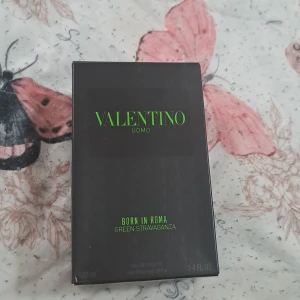 VALENTINO
UOMO
BORN IN ROMA
GREEN STRAVAGANZA